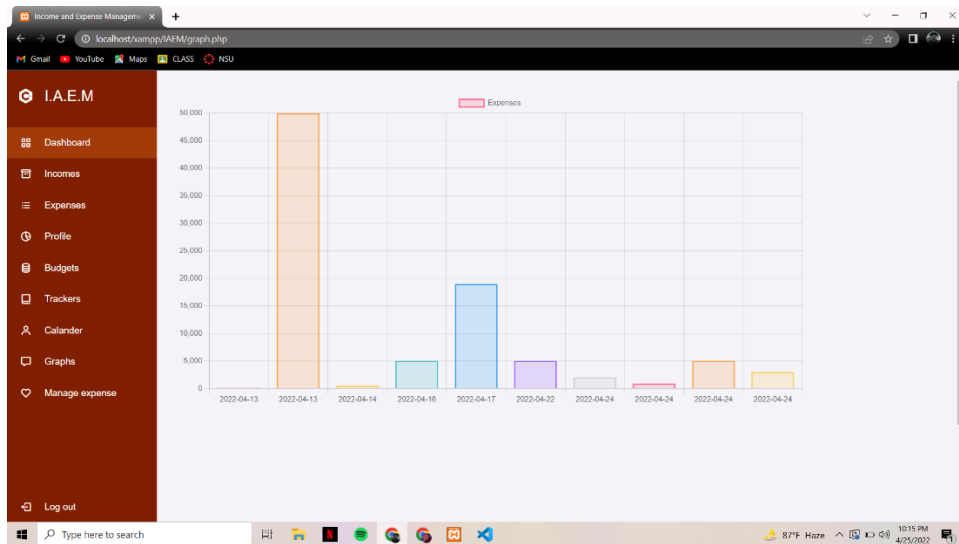 Income and Expense Manageme
localhost/xampp/IAEM/graph.php
Gmail YouTube Maps CLASS NSU
I.A.E.M
Dashboard
Incomes
Expenses
Profile
Budgets
Trackers
Calander
Graphs
Manage expense
Log out
Expenses
50,000
45,000
40,000
35,000
30,000
25,000
20,000
15,000
10,000
5,000
0
2022-04-13 2022-04-13 2022-04-14 2022-04-16 2022-04-17 2022-04-22 2022-04-24 2022-04-24 2022-04-24 2022-04-24
Type here to search
87°F Haze
10:15 PM
4/25/2022